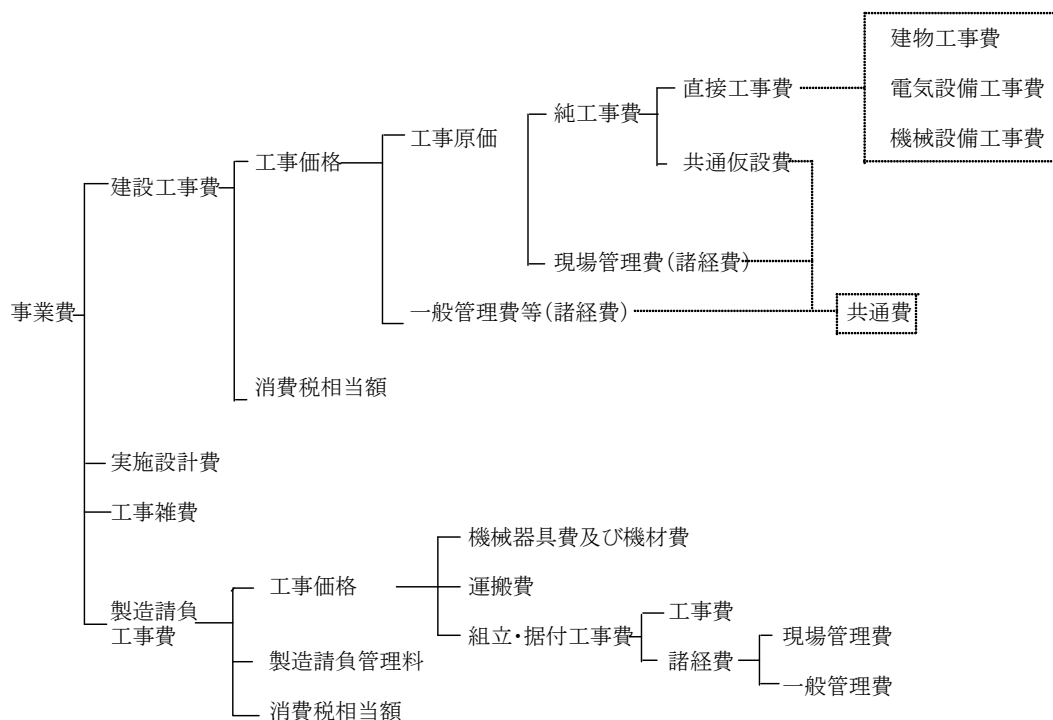 事業費
建設工事費
工事価格
工事原価
純工事費
直接工事費
建物工事費
電気設備工事費
機械設備工事費
共通仮設費
現場管理費(諸経費)
一般管理費等(諸経費)
共通費
消費税相当額
実施設計費
工事雑費
製造請負
工事費
工事価格
機械器具費及び機材費
運搬費
組立・据付工事費
工事費
諸経費
現場管理費
一般管理費
製造請負管理料
消費税相当額